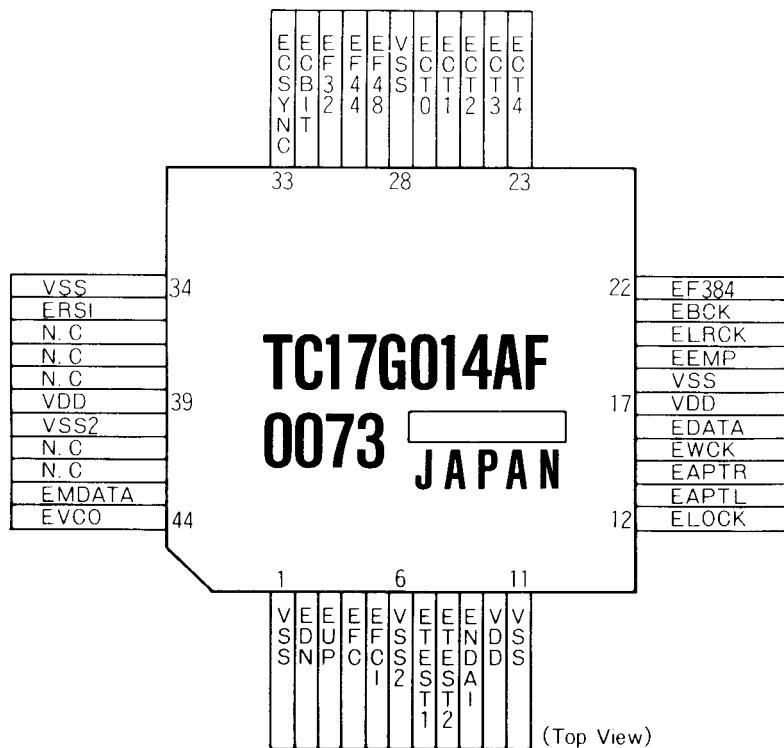 ECSYNC
ECBIT
EF32
EF44
EF48
VSS
ECT0
ECT1
ECT2
ECT3
ECT4
33
28
23
VSS
ERSI
N.C
N.C
N.C
VDD
VSS2
N.C
N.C
EMDATA
EVCO
34
39
44
TC17G014AF
0073
JAPAN
22
17
12
EF384
EBCK
ELRCK
EEMP
VSS
VDD
EDATA
EWCK
EAPTR
EAPTL
ELOCK
1
6
11
VSS
EDN
EUP
EFC
EFCI
VSS2
ETEST1
ETEST2
ENDAI
VDD
VSS
(Top View)